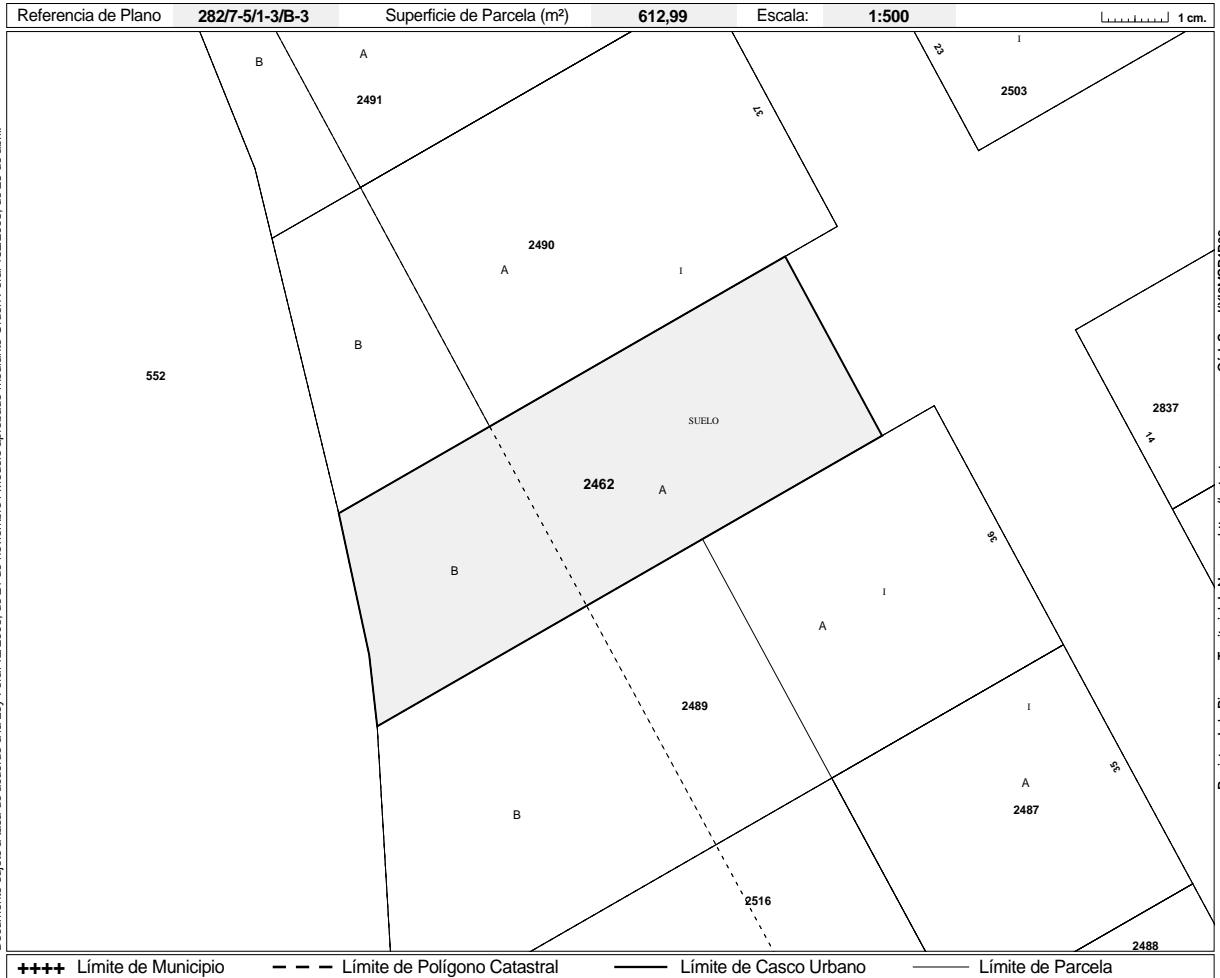 Referencia de Plano 282/7-5/1-3/B-3 Superficie de Parcela (m²) 612,99 Escala: 1:500 1 cm.
B
A
I
23
2491
2503
37
2490
A
I
B
552
SUELO
2837
14
2462
A
B
36
I
A
2489
I
35
A
2487
B
2516
2488
++++ Límite de Municipio Límite de Polígono Catastral Límite de Casco Urbano Límite de Parcela